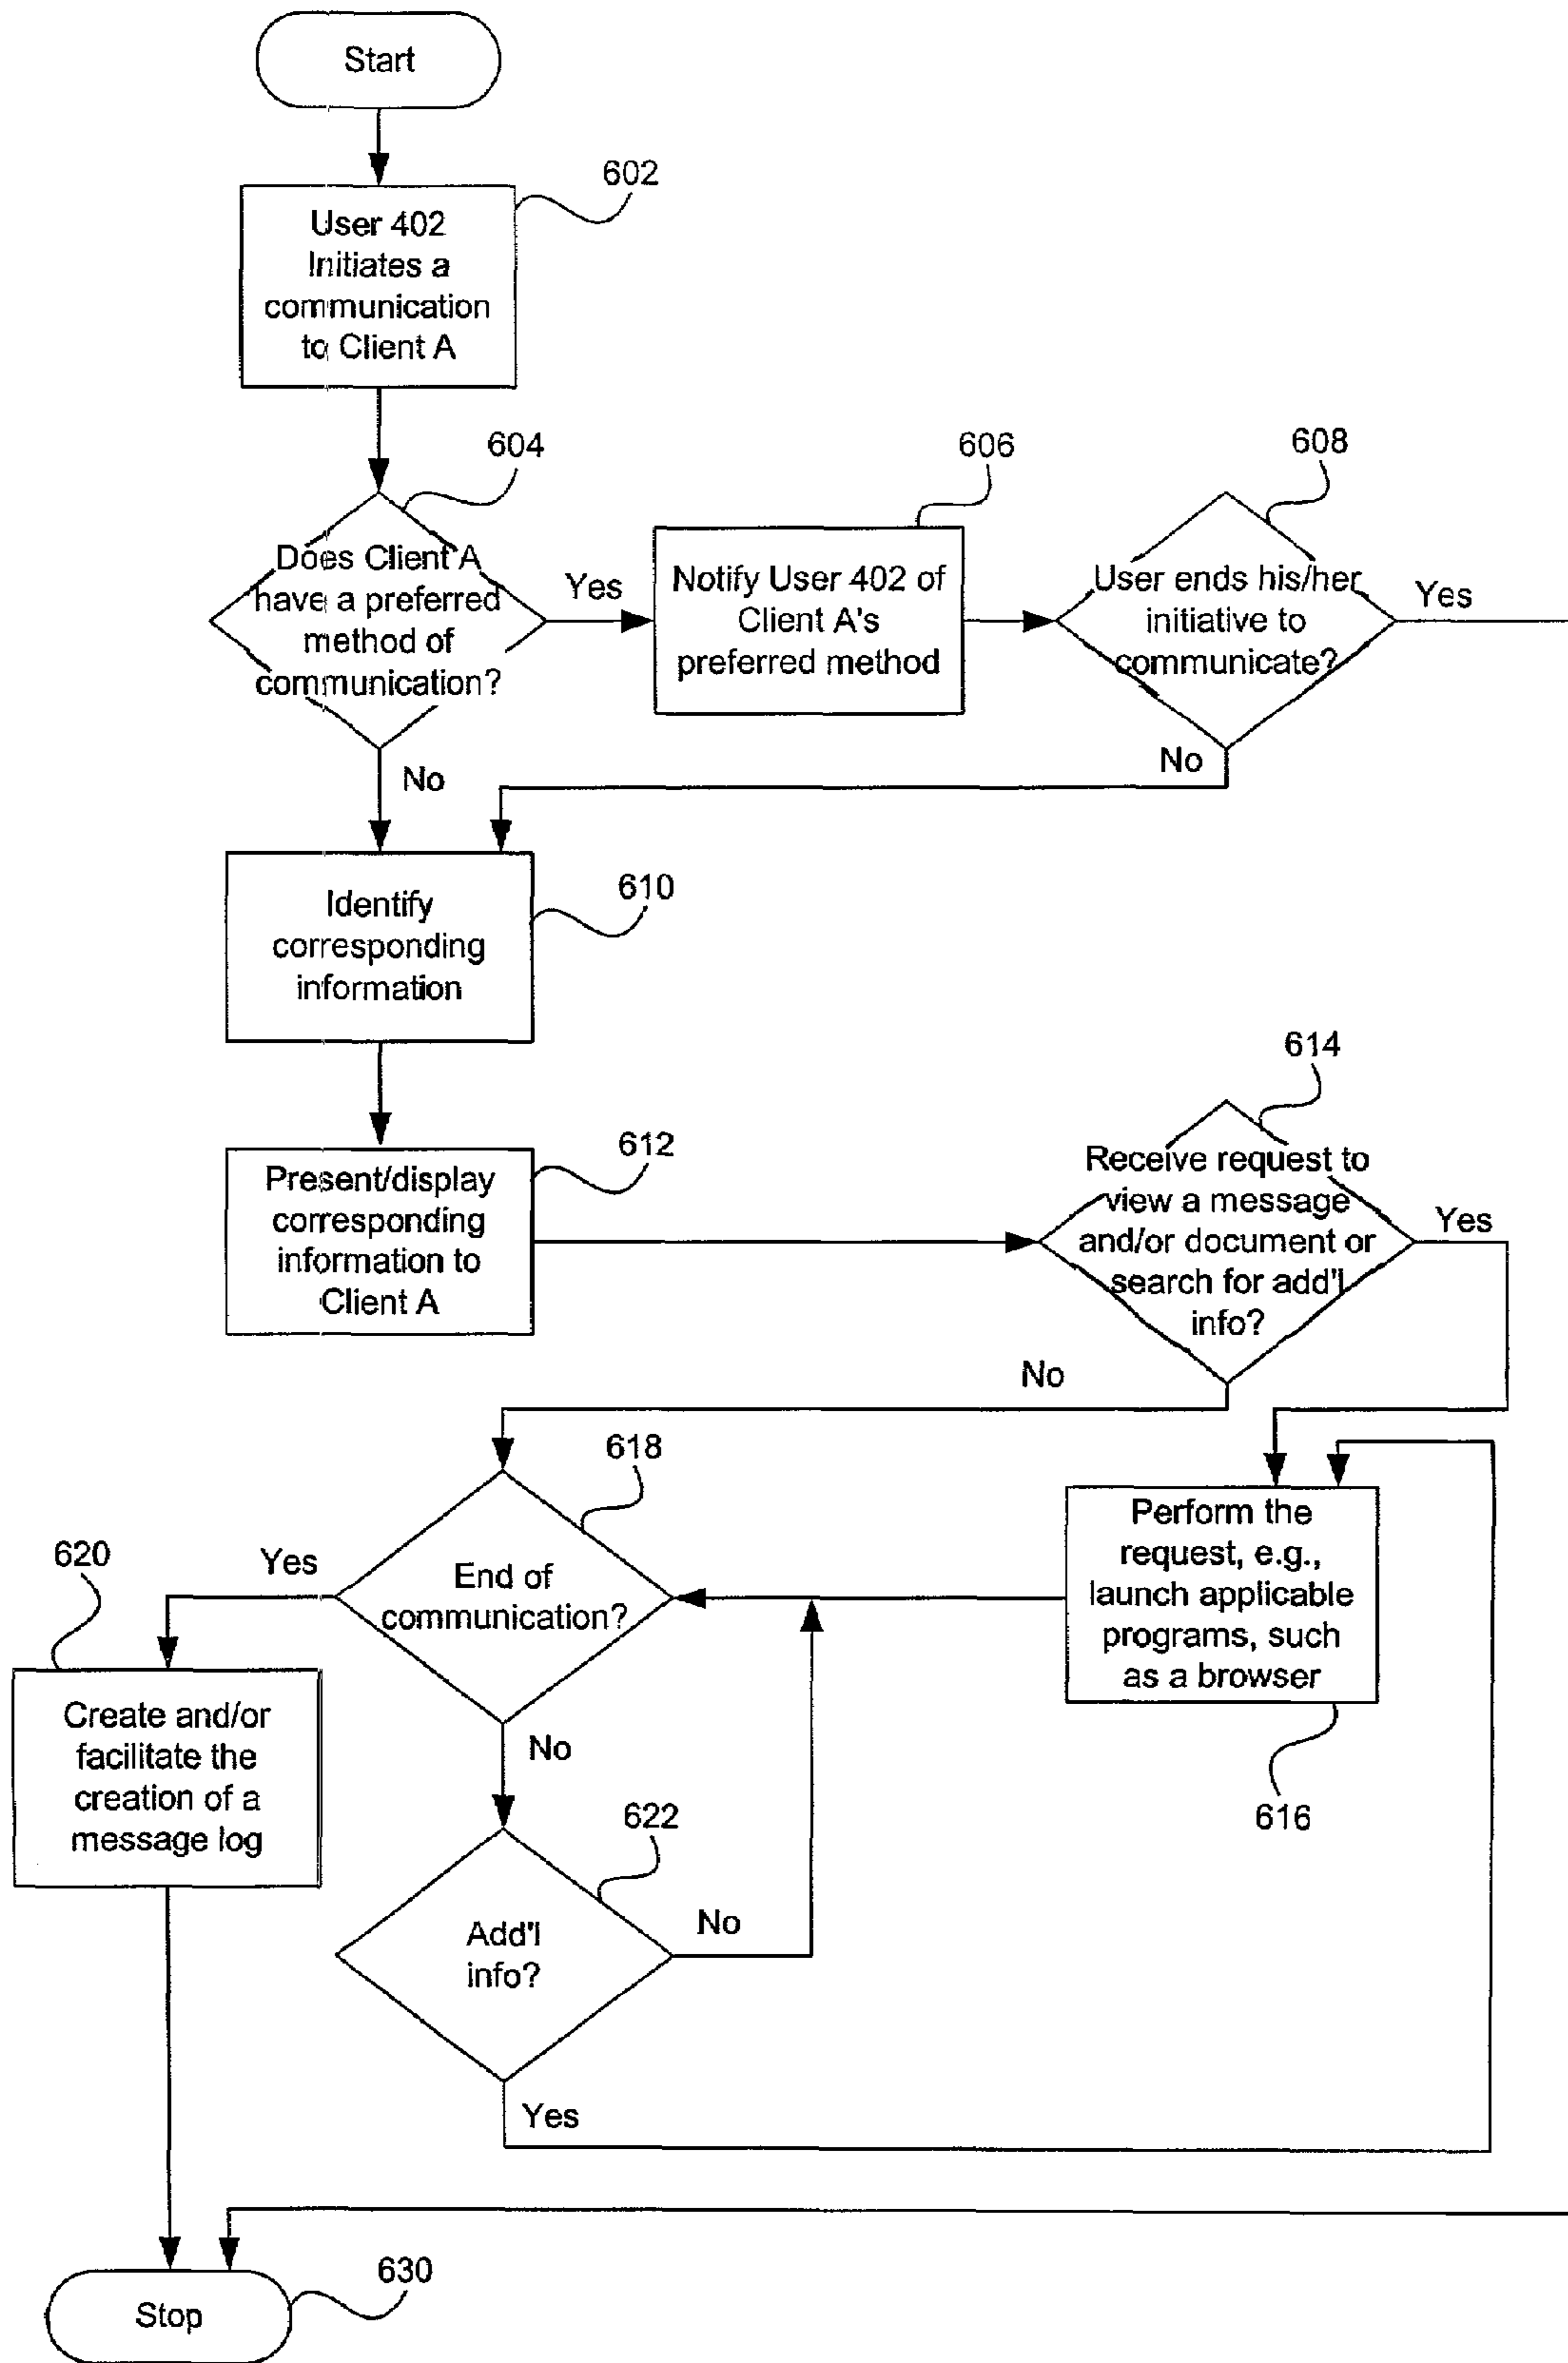 Start
602
User 402
Initiates a
communication
to Client A
604
606
608
Does Client A
have a preferred
method of
communication?
Yes
Notify User 402 of
Client A's
preferred method
User ends his/her
initiative to
communicate?
Yes
No
No
610
Identify
corresponding
information
614
612
Present/display
corresponding
information to
Client A
Receive request to
view a message
and/or document or
search for add'l
info?
Yes
No
618
620
Yes
End of
communication?
Perform the
request, e.g.,
launch applicable
programs, such
as a browser
Create and/or
facilitate the
creation of a
message log
No
622
616
Add'l
info?
No
Yes
630
Stop